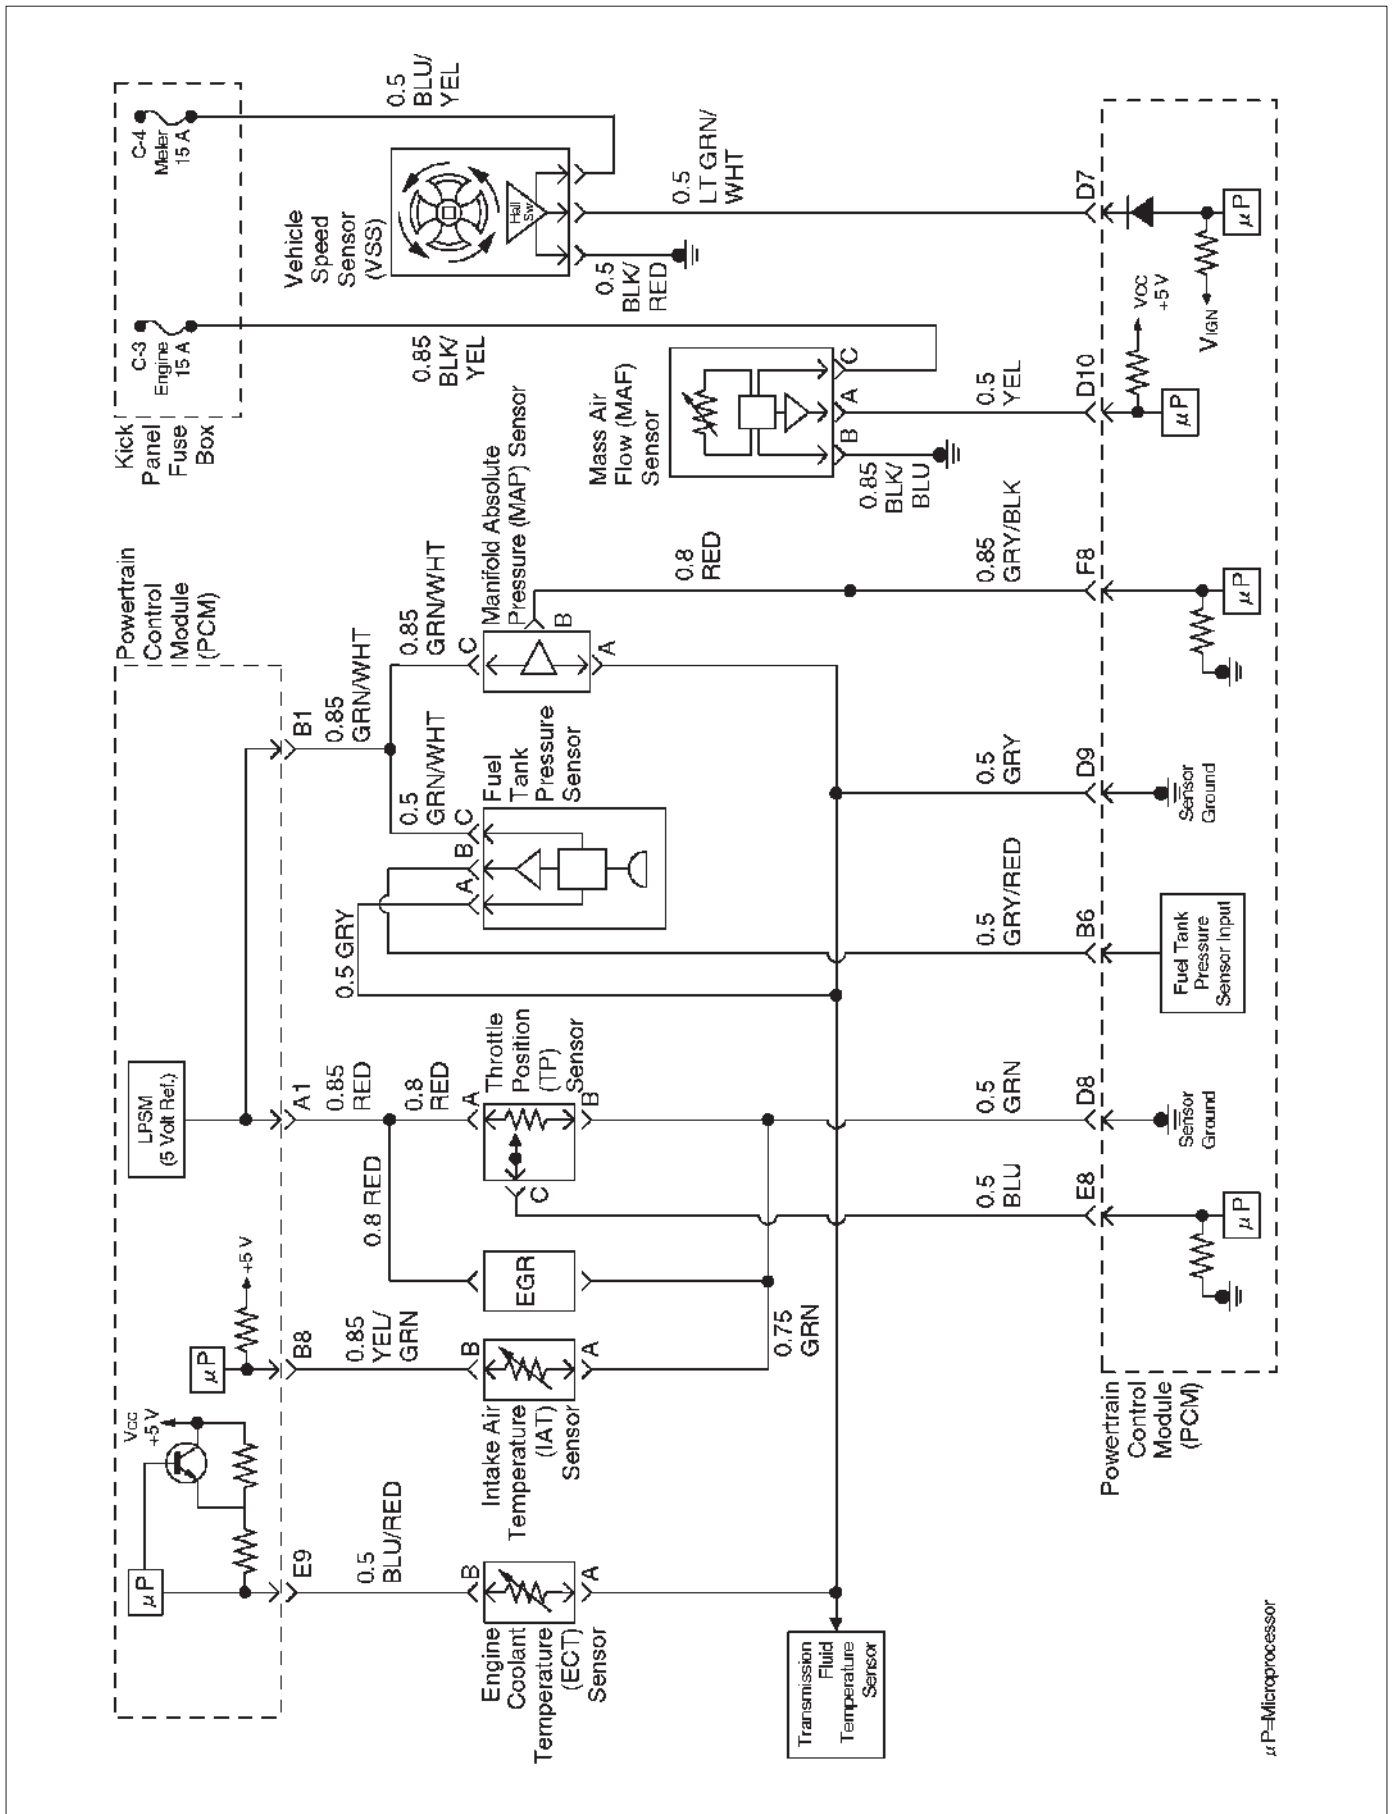 Powertrain
Control
Module
(PCM)
Kick
Panel
Fuse
Box
μP
VCC
+5 V
μP
+5 V
LPSM
(5 Volt Ref.)
C-3
Engine
15 A
C-4
Meter
15 A
E9
B8
A1
B1
0.5
BLU/RED
0.85
YEL/
GRN
0.8 RED
0.85
RED
0.8
RED
0.5 GRY
0.85
GRN/WHT
0.5
GRN/WHT
0.85
GRN/WHT
0.85
BLK/
YEL
0.5
BLU/
YEL
Vehicle
Speed
Sensor
(VSS)
Hall
Sw
0.5
BLK/
RED
0.5
LT GRN/
WHT
B
B
A
A
B
C
C
Engine
Coolant
Temperature
(ECT)
Sensor
A
Intake Air
Temperature
(IAT)
Sensor
A
EGR
Throttle
Position
(TP)
Sensor
C
B
Fuel
Tank
Pressure
Sensor
Manifold Absolute
Pressure (MAP) Sensor
B
A
Mass Air
Flow (MAF)
Sensor
B
A
C
0.85
BLK/
BLU
0.8
RED
0.75
GRN
Transmission
Fluid
Temperature
Sensor
0.5
BLU
0.5
GRN
0.5
GRY/RED
0.5
GRY
0.85
GRY/BLK
0.5
YEL
E8
D8
B6
D9
F8
D10
D7
Powertrain
Control
Module
(PCM)
μP
Sensor
Ground
Fuel Tank
Pressure
Sensor Input
Sensor
Ground
μP
μP
VCC
+5 V
VIGN
μP
μP=Microprocessor